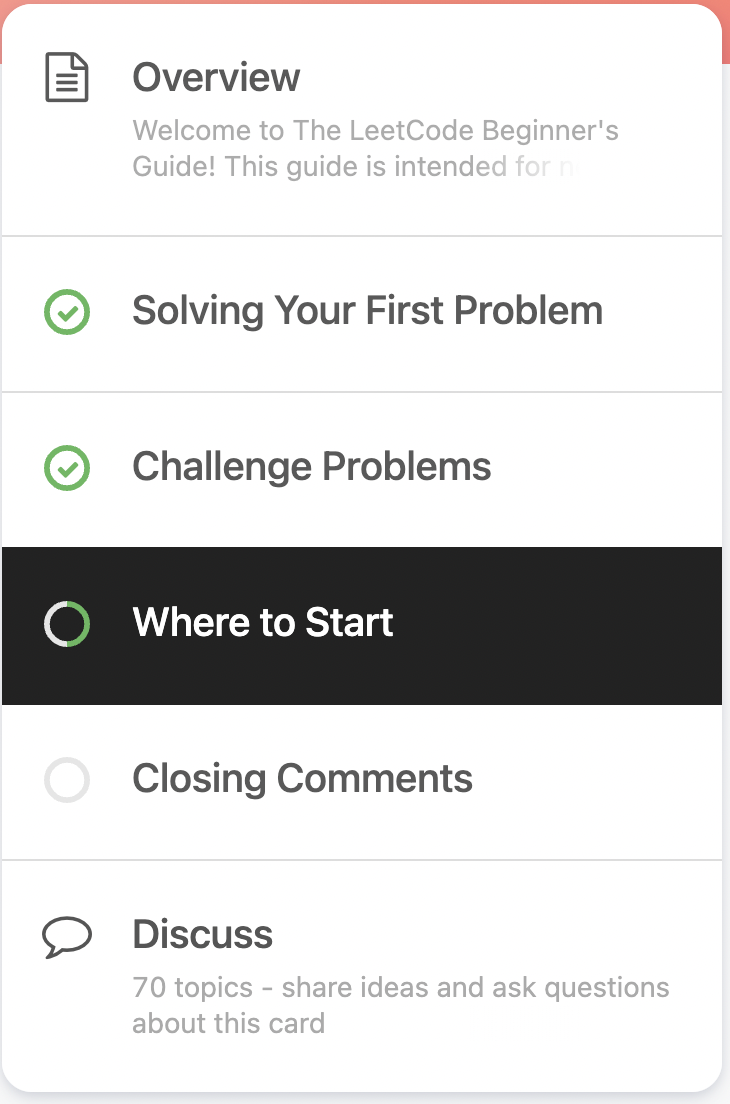 Overview
Welcome to The LeetCode Beginner's
Guide! This guide is intended for
Solving Your First Problem
Challenge Problems
Where to Start
Closing Comments
Discuss
70 topics - share ideas and ask questions
about this card